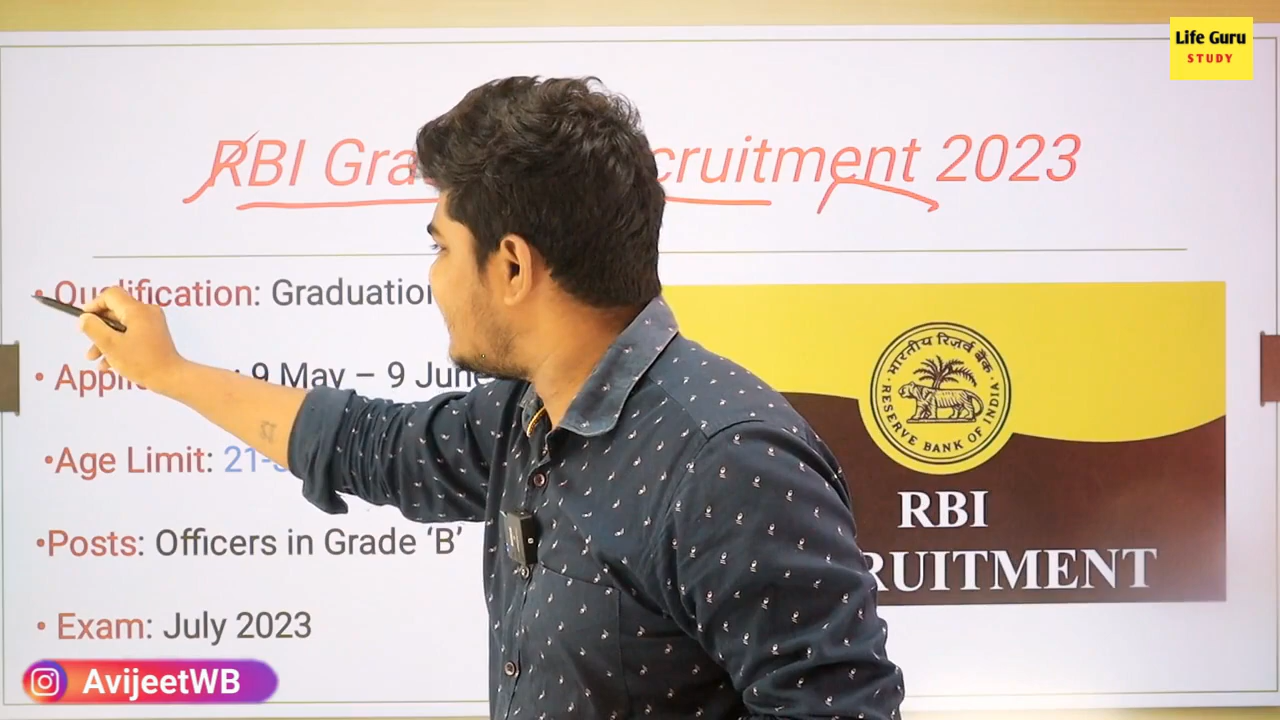 Life Guru
STUDY
RBI Gra cruitment 2023
Qualification: Graduation
9 May – 9 June
Age Limit: 21-
Posts: Officers in Grade ‘B’
Exam: July 2023
AvijeetWB
भारतीय रिज़र्व बैंक
RESERVE BANK OF INDIA
RBI
RUITMENT